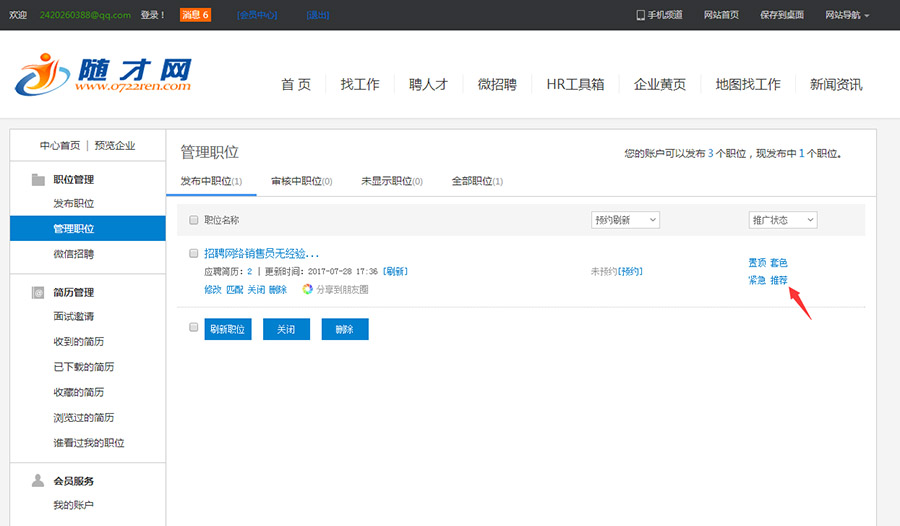 欢迎 2420260388@qq.com 登录！ 消息 6 [会员中心] [退出] 手机频道 网站首页 保存到桌面 网站导航
随才网
www.0722ren.com
首 页 找工作 聘人才 微招聘 HR工具箱 企业黄页 地图找工作 新闻资讯
中心首页 | 预览企业
职位管理
发布职位
管理职位
微信招聘
简历管理
面试邀请
收到的简历
已下载的简历
收藏的简历
浏览过的简历
谁看过我的职位
会员服务
我的账户
管理职位 您的账户可以发布 3 个职位，现发布中 1 个职位。
发布中职位(1) 审核中职位(0) 未显示职位(0) 全部职位(1)
职位名称 预约刷新 推广状态
招聘网络销售员无经验...
应聘简历：2 | 更新时间：2017-07-28 17:36 [刷新] 未预约[预约]
修改 匹配 关闭 删除 分享到朋友圈
置顶 套色
紧急 推荐
刷新职位 关闭 删除